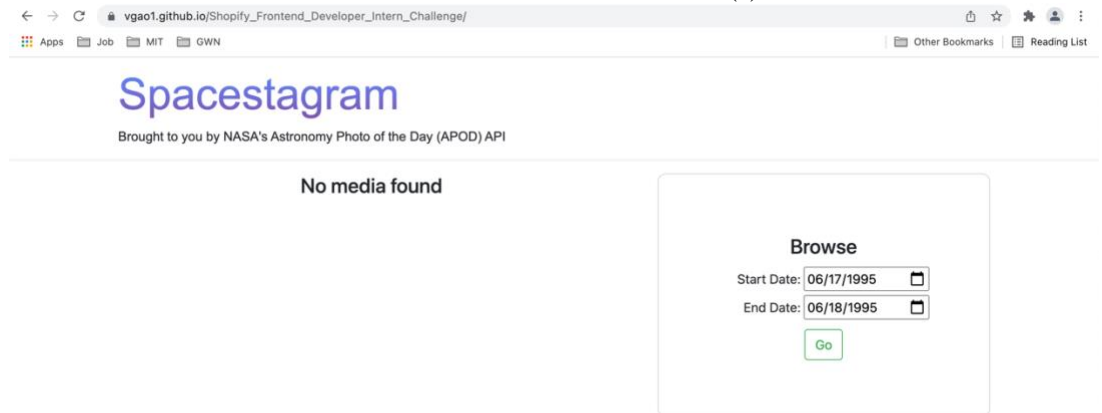 vgao1.github.io/Shopify_Frontend_Developer_Intern_Challenge/
Apps Job MIT GWN Other Bookmarks Reading List
Spacestagram
Brought to you by NASA's Astronomy Photo of the Day (APOD) API
No media found
Browse
Start Date: 06/17/1995
End Date: 06/18/1995
Go